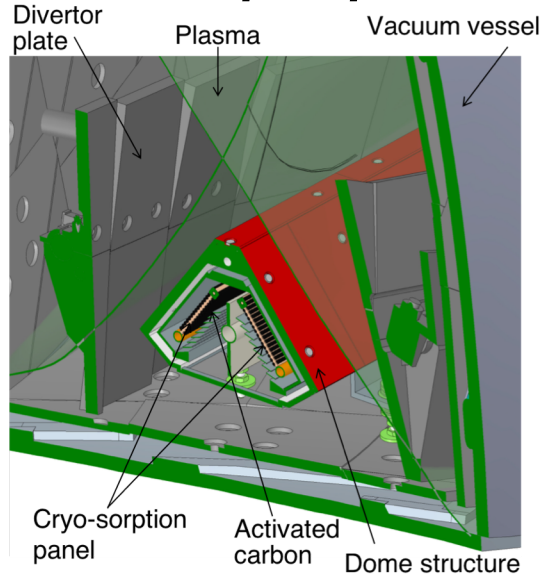 Divertor
plate
Plasma
Vacuum vessel
Cryo-sorption
panel
Activated
carbon
Dome structure